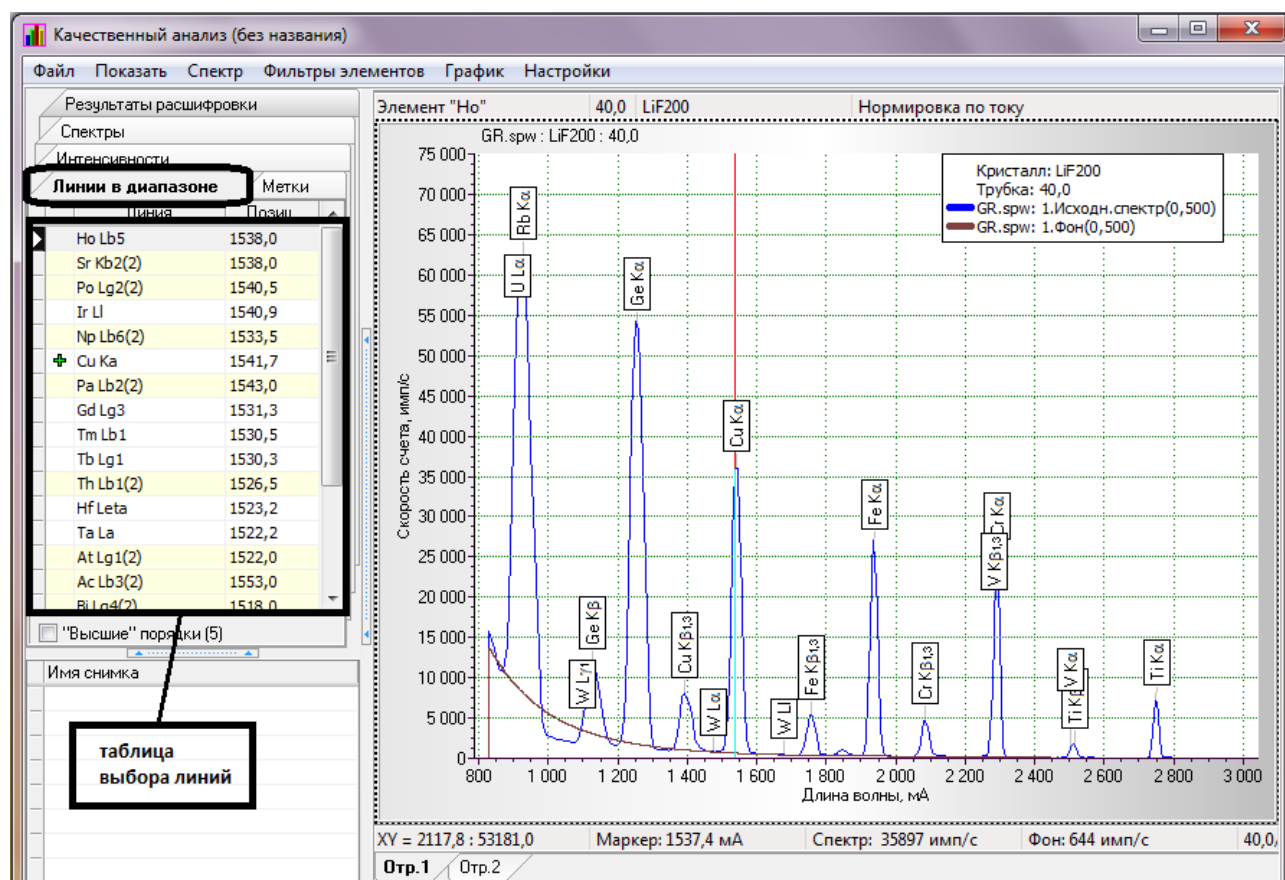 Качественный анализ (без названия)
Файл Показать Спектр Фильтры элементов График Настройки
Результаты расшифровки
Спектры
Интенсивности
Линии в диапазоне Метки
Линия Позиц
Ho Lb5 1538,0
Sr Kb2(2) 1538,0
Po Lg2(2) 1540,5
Ir Ll 1540,9
Np Lb6(2) 1533,5
Cu Ka 1541,7
Pa Lb2(2) 1543,0
Gd Lg3 1531,3
Tm Lb1 1530,5
Tb Lg1 1530,3
Th Lb1(2) 1526,5
Hf Leta 1523,2
Ta La 1522,2
At Lg1(2) 1522,0
Ac Lb3(2) 1553,0
Bi Lg4(2) 1518,0
"Высшие" порядки (5)
Имя снимка
таблица
выбора линий
Элемент "Ho" 40,0 LiF200 Нормировка по току
GR.spw : LiF200 : 40,0
Кристалл: LiF200
Трубка: 40,0
GR.spw: 1.Исходн.спектр(0,500)
GR.spw: 1.Фон(0,500)
Скорость счета, имп/с
75 000
70 000
65 000
60 000
55 000
50 000
45 000
40 000
35 000
30 000
25 000
20 000
15 000
10 000
5 000
0
U Lα
Rb Kα
W Lγ1
Ge Kβ
Ge Kα
Cu Kβ1,3
W Lα
Cu Kα
W Ll
Fe Kβ1,3
Fe Kα
Cr Kβ1,3
V Kβ1,3
Cr Kα
Ti Kβ
V Kα
Ti Kα
800 1 000 1 200 1 400 1 600 1 800 2 000 2 200 2 400 2 600 2 800 3 000
Длина волны, мА
XY = 2117,8 : 53181,0 Маркер: 1537,4 мА Спектр: 35897 имп/с Фон: 644 имп/с 40,0,
Отр.1 Отр.2